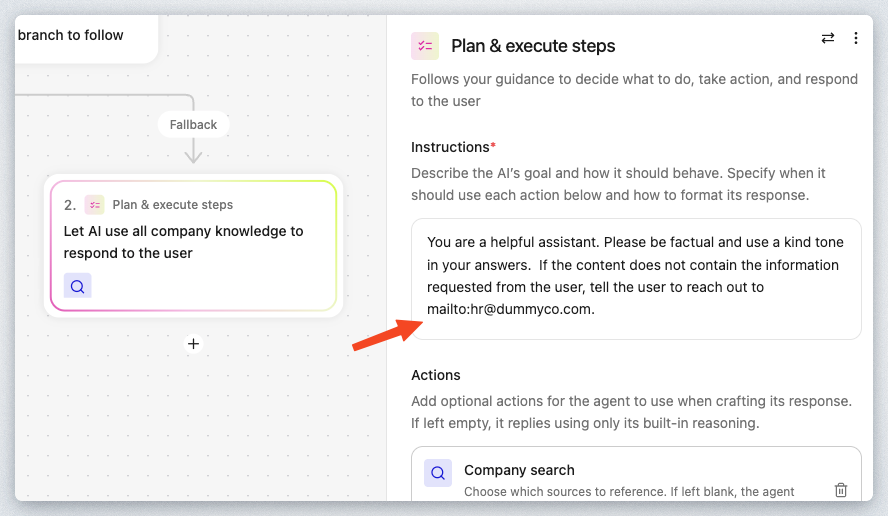 branch to follow
Fallback
2. Plan & execute steps
Let AI use all company knowledge to
respond to the user
Plan & execute steps
Follows your guidance to decide what to do, take action, and respond
to the user
Instructions*
Describe the AI's goal and how it should behave. Specify when it
should use each action below and how to format its response.
You are a helpful assistant. Please be factual and use a kind tone
in your answers.  If the content does not contain the information
requested from the user, tell the user to reach out to
mailto:hr@dummyco.com.
Actions
Add optional actions for the agent to use when crafting its response.
If left empty, it replies using only its built-in reasoning.
Company search
Choose which sources to reference. If left blank, the agent